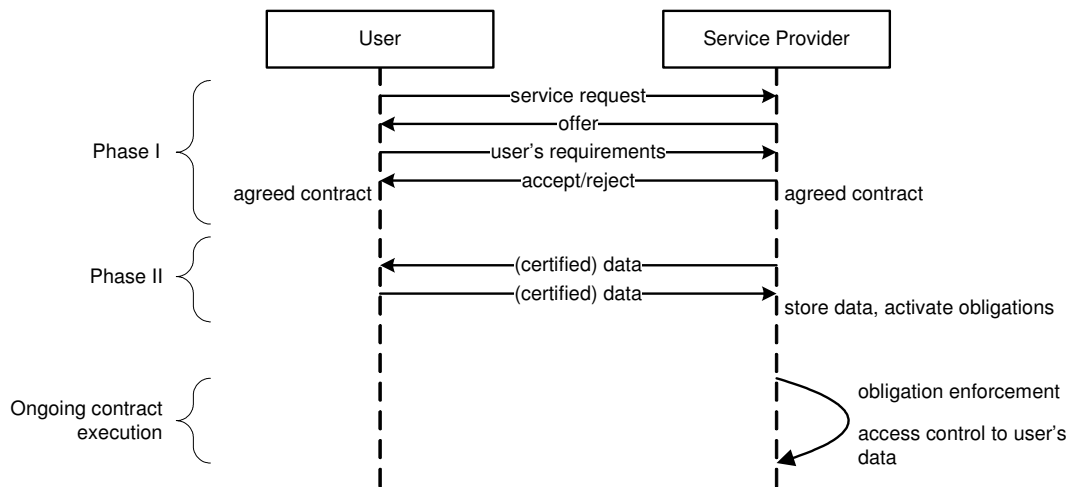 User
Service Provider
service request
offer
Phase I
user's requirements
accept/reject
agreed contract
agreed contract
(certified) data
Phase II
(certified) data
store data, activate obligations
obligation enforcement
Ongoing contract
execution
access control to user's
data